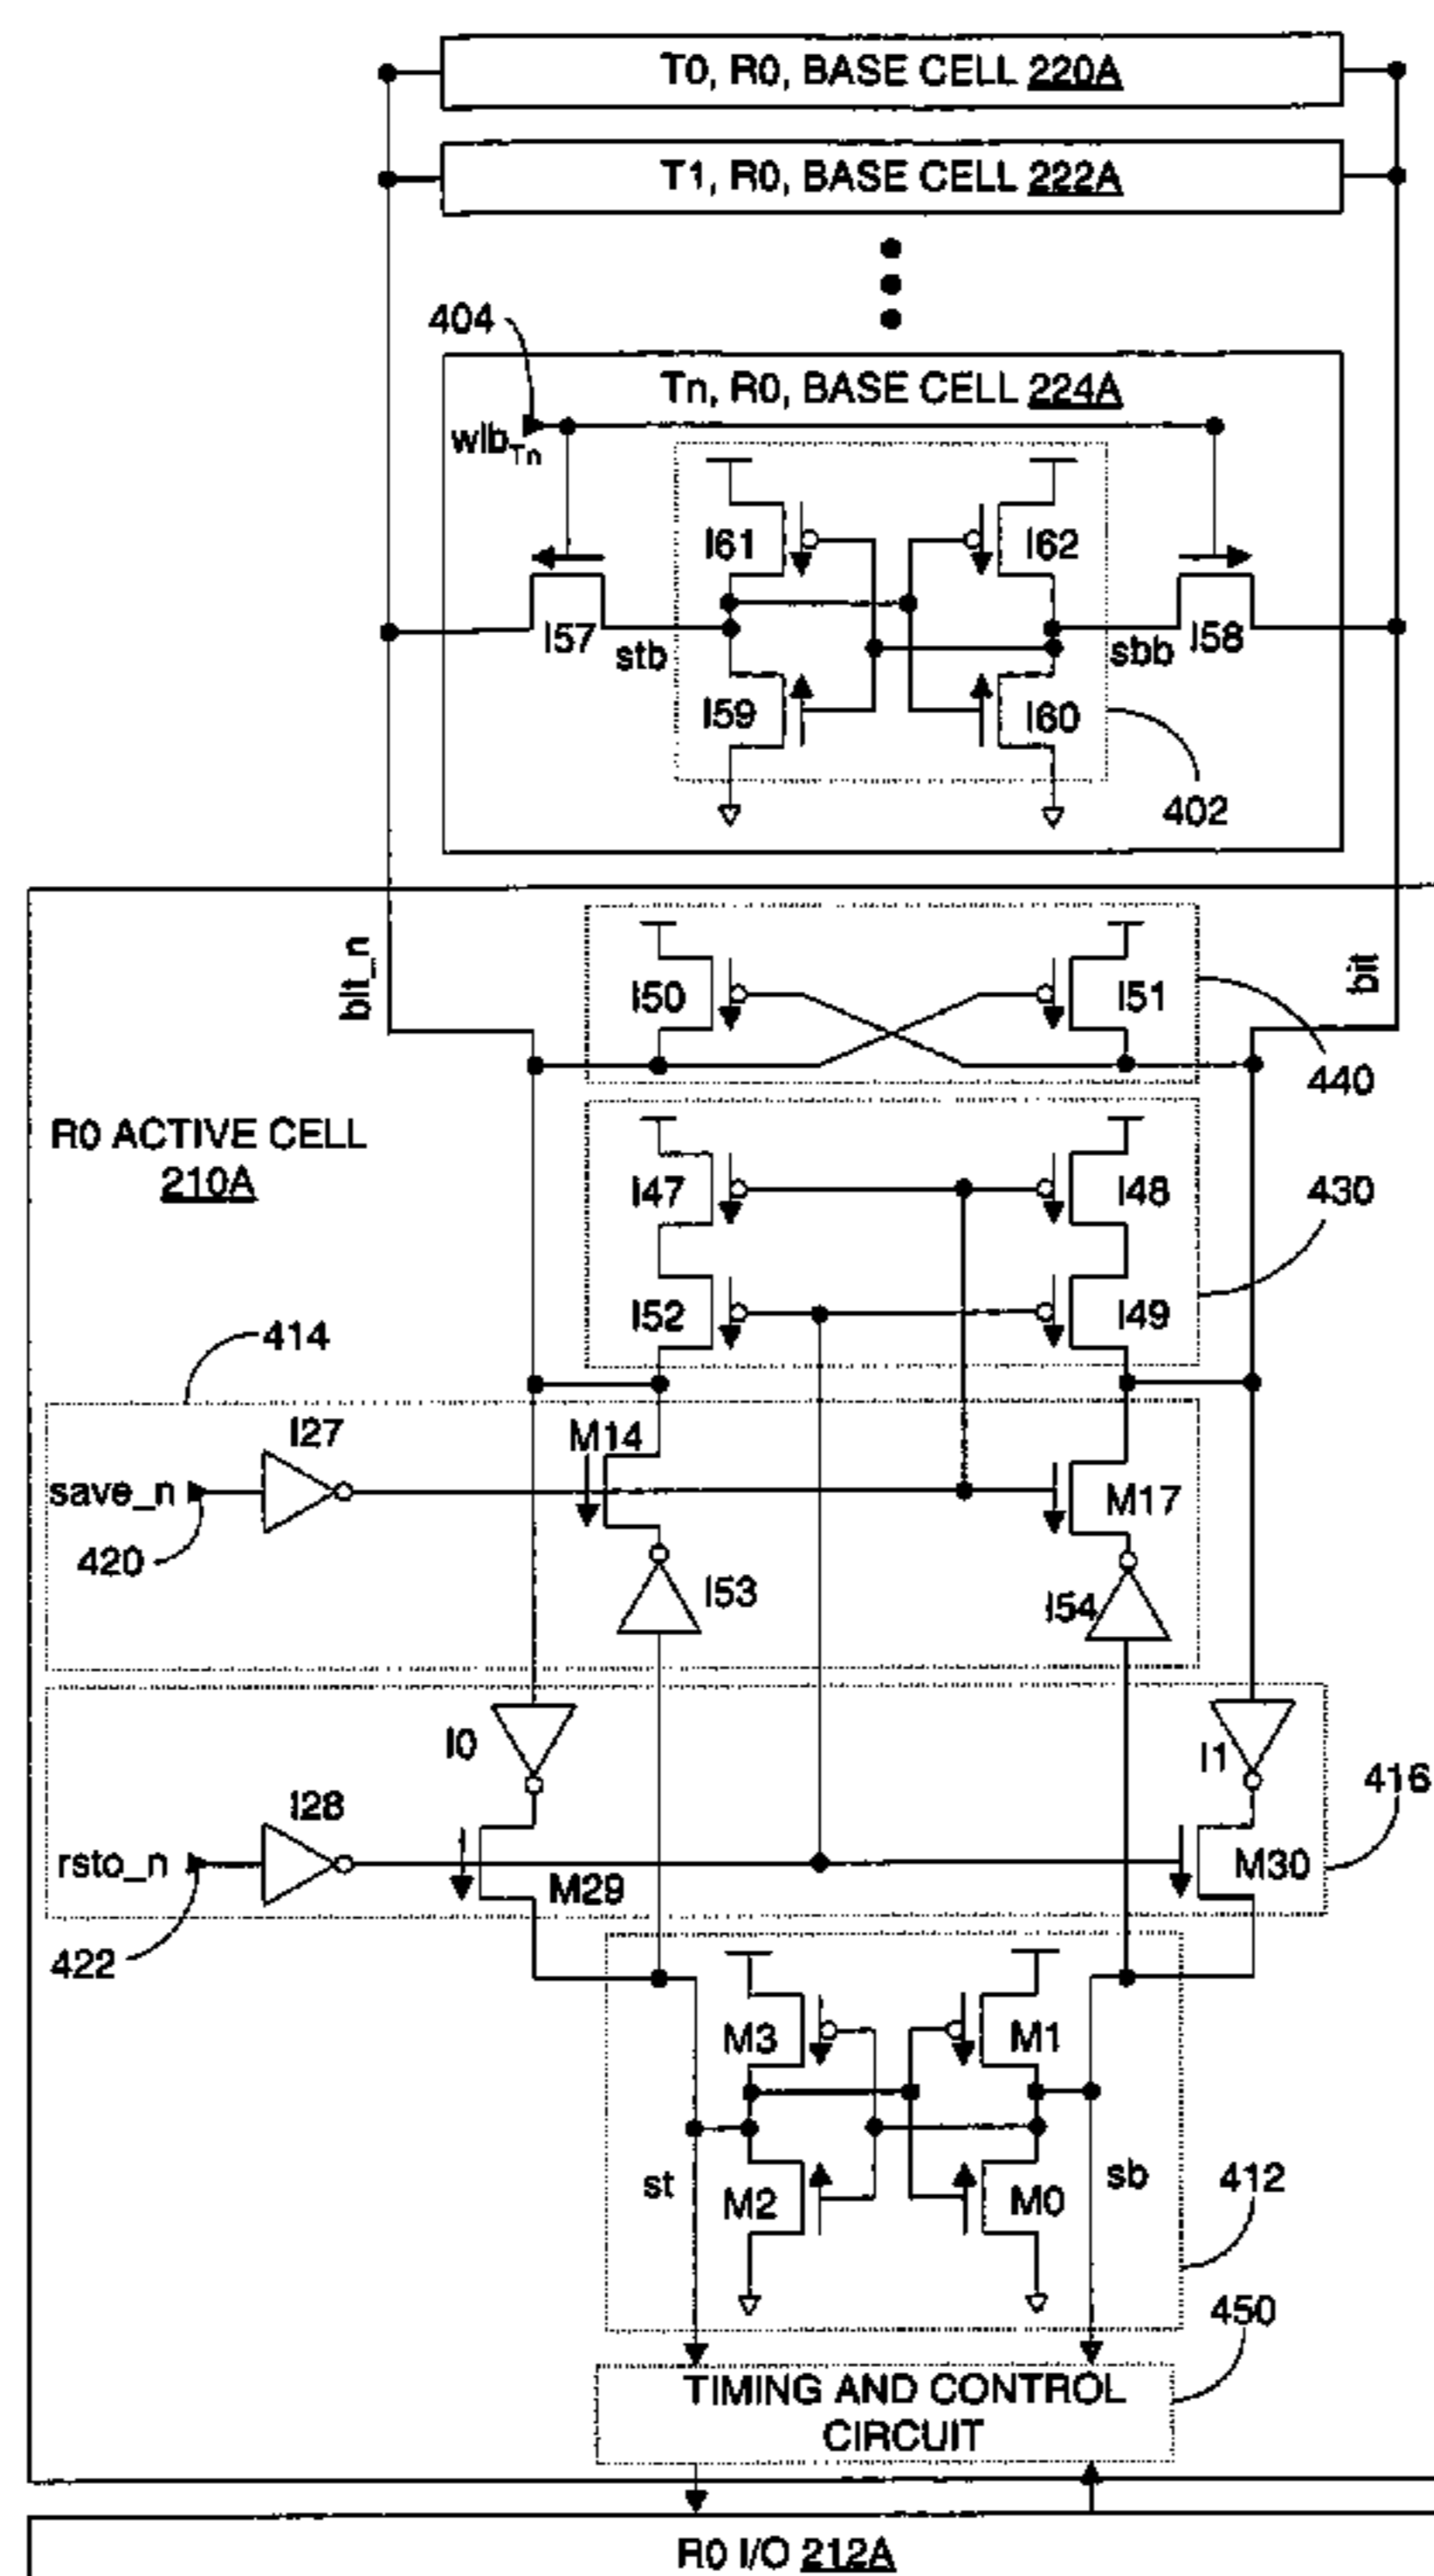 T0, R0, BASE CELL 220A
T1, R0, BASE CELL 222A
404
Tn, R0, BASE CELL 224A
wlbTn
I61
I62
I57
stb
sbb
I58
I59
I60
402
bit_n
bit
I50
I51
440
R0 ACTIVE CELL
210A
I47
I48
430
I52
I49
414
I27
M14
save_n
M17
420
I53
I54
I0
I1
416
I28
rsto_n
M29
M30
422
M3
M1
st
sb
412
M2
M0
450
TIMING AND CONTROL
CIRCUIT
R0 I/O 212A